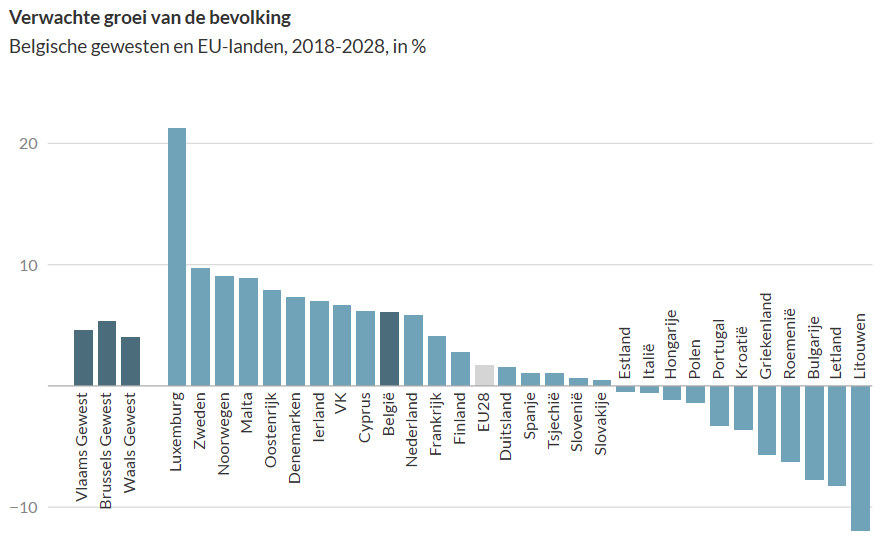 Verwachte groei van de bevolking
Belgische gewesten en EU-landen, 2018-2028, in %
20
10
−10
Vlaams Gewest
Brussels Gewest
Waals Gewest
Luxemburg
Zweden
Noorwegen
Malta
Oostenrijk
Denemarken
Ierland
VK
Cyprus
België
Nederland
Frankrijk
Finland
EU28
Duitsland
Spanje
Tsjechië
Slovenië
Slovakije
Estland
Italië
Hongarije
Polen
Portugal
Kroatië
Griekenland
Roemenië
Bulgarije
Letland
Litouwen